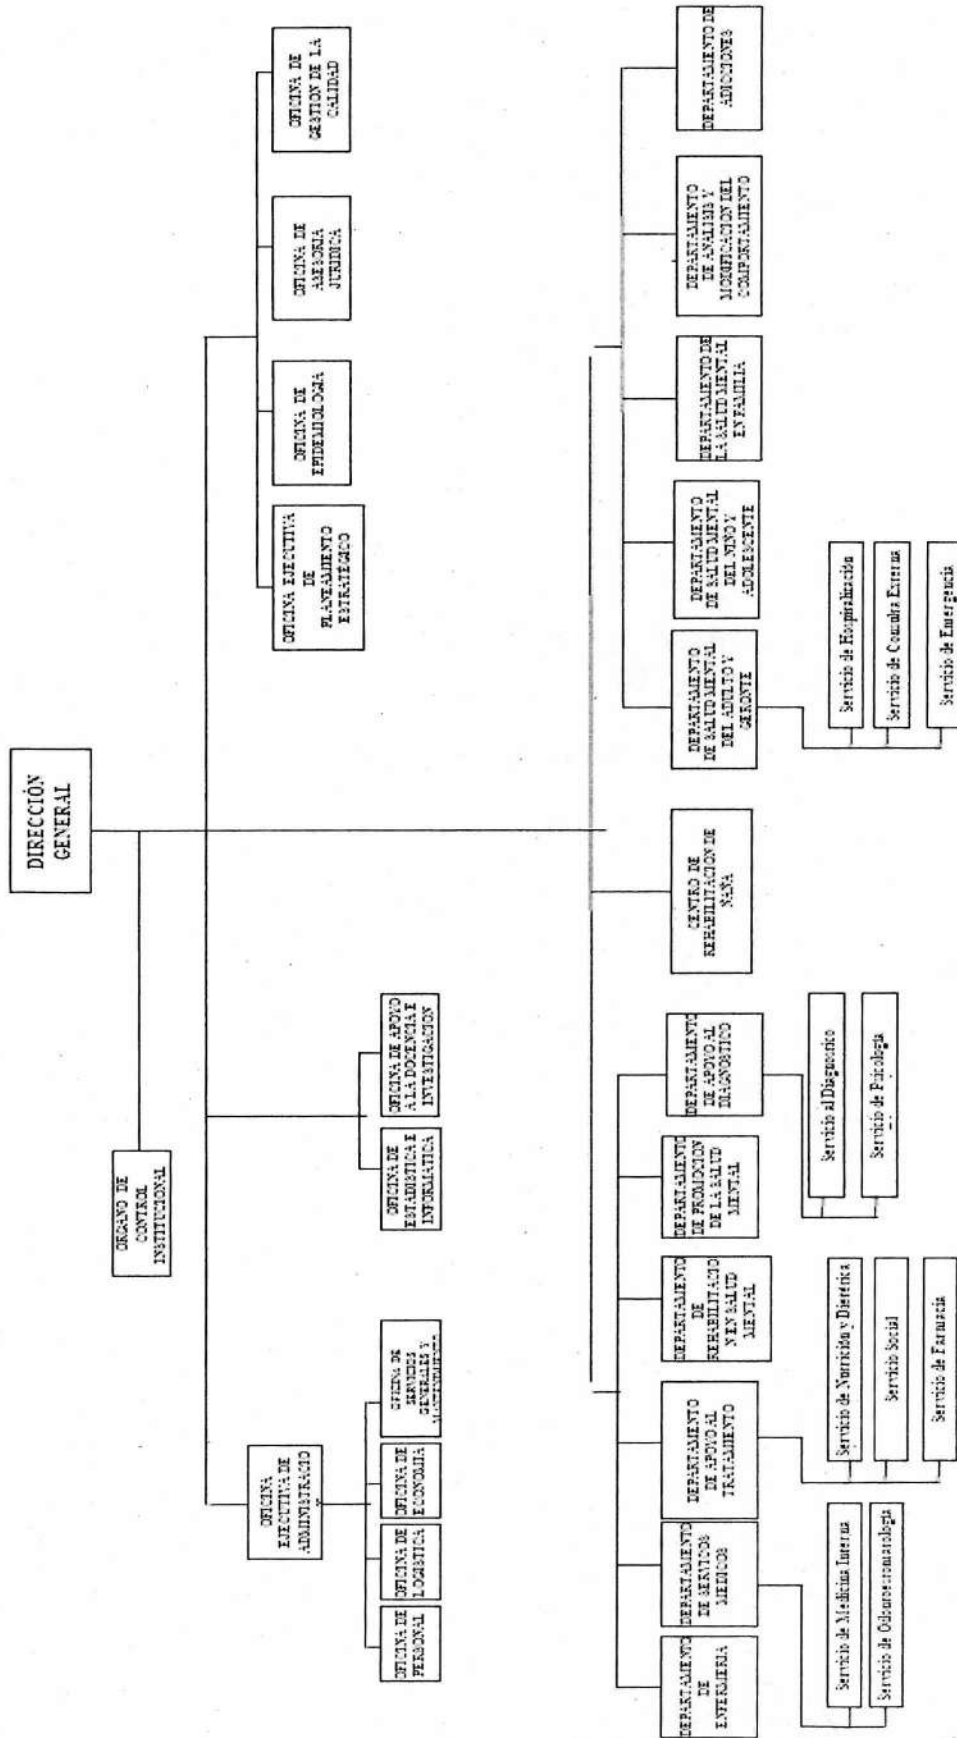 DIRECCIÓN
GENERAL
ORGANO DE
CONTROL
INSTITUCIONAL
OFICINA EJECUTIVA
DE
PLANEAMIENTO
ESTRATÉGICO
OFICINA DE
EPIDEMIOLOGIA
OFICINA DE
ASESORIA
JURIDICA
OFICINA DE
GESTION DE LA
CALIDAD
OFICINA
EJECUTIVA DE
ADMINISTRACIO
OFICINA DE
PERSONAL
OFICINA DE
LOGISTICA
OFICINA DE
ECONOMIA
OFICINA DE
SERVICIOS
GENERALES Y
MANTENIMIENTO
OFICINA DE
ESTADISTICA E
INFORMATICA
OFICINA DE APOYO
A LA DOCENCIA E
INVESTIGACION
DEPARTAMENTO
DE
ENFERMERIA
DEPARTAMENTO
DE SERVICOS
MEDICOS
DEPARTAMENTO
DE APOYO AL
TRATAMIENTO
DEPARTAMENTO
DE
REHABILITACIO
N EN SALUD
MENTAL
DEPARTAMENTO
DE PROMOCION
DE LA SALUD
MENTAL
DEPARTAMENTO
DE APOYO AL
DIAGNOSTICO
CENTRO DE
REHABILITACION DE
ÑAÑA
DEPARTAMENTO
DE SALUD MENTAL
DEL ADULTO Y
GERONTE
DEPARTAMENTO
DE SALUD MENTAL
DEL NIÑO Y
ADOLESCENTE
DEPARTAMENTO DE
LA SALUD MENTAL
EN FAMILIA
DEPARTAMENTO
DE ANALISIS Y
MODIFICACION DEL
COMPORTAMIENTO
DEPARTAMENTO DE
ADICCIONES
Servicio de Medicina Interna
Servicio de Odontoestomatología
Servicio de Nutrición y Dietética
Servicio Social
Servicio de Farmacia
Servicio al Diagnostico
Servicio de Psicología
Servicio de Hospitalización
Servicio de Consulta Externa
Servicio de Emergencia